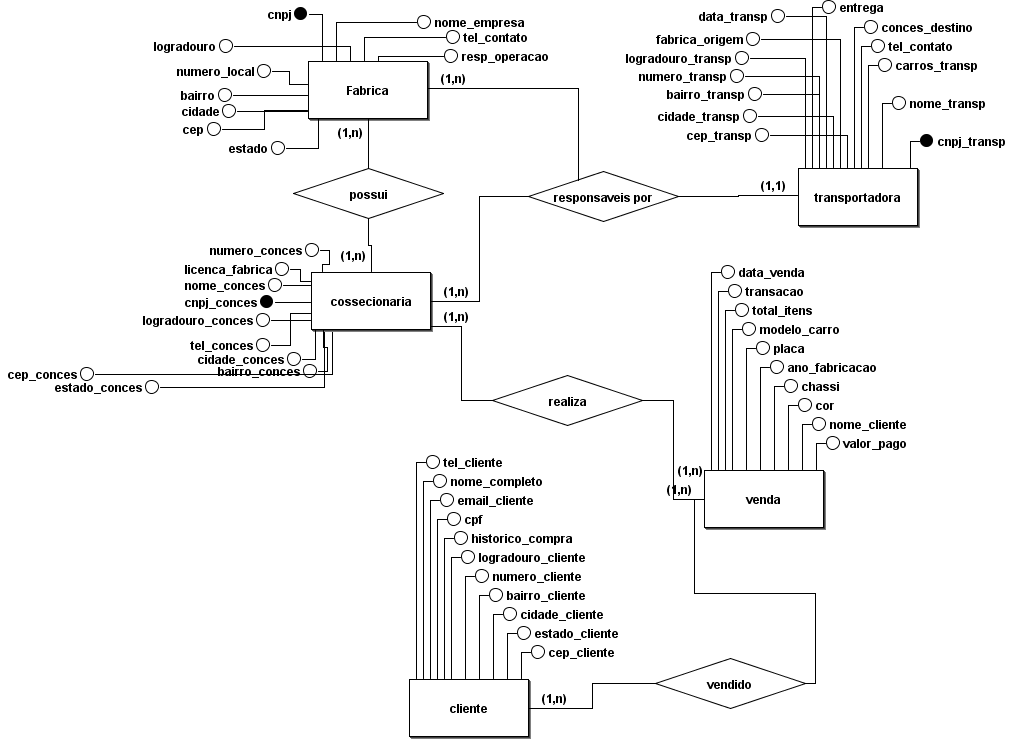 cnpj
nome_empresa
tel_contato
logradouro
resp_operacao
numero_local
bairro
cidade
cep
estado
Fabrica
(1,n)
(1,n)
possui
responsaveis por
(1,1)
entrega
data_transp
conces_destino
fabrica_origem
tel_contato
logradouro_transp
carros_transp
numero_transp
bairro_transp
nome_transp
cidade_transp
cep_transp
cnpj_transp
transportadora
numero_conces
(1,n)
licenca_fabrica
nome_conces
cnpj_conces
logradouro_conces
tel_conces
cidade_conces
bairro_conces
cep_conces
estado_conces
cossecionaria
(1,n)
(1,n)
realiza
data_venda
transacao
total_itens
modelo_carro
placa
ano_fabricacao
chassi
cor
nome_cliente
valor_pago
(1,n)
(1,n)
venda
tel_cliente
nome_completo
email_cliente
cpf
historico_compra
logradouro_cliente
numero_cliente
bairro_cliente
cidade_cliente
estado_cliente
cep_cliente
cliente
(1,n)
vendido